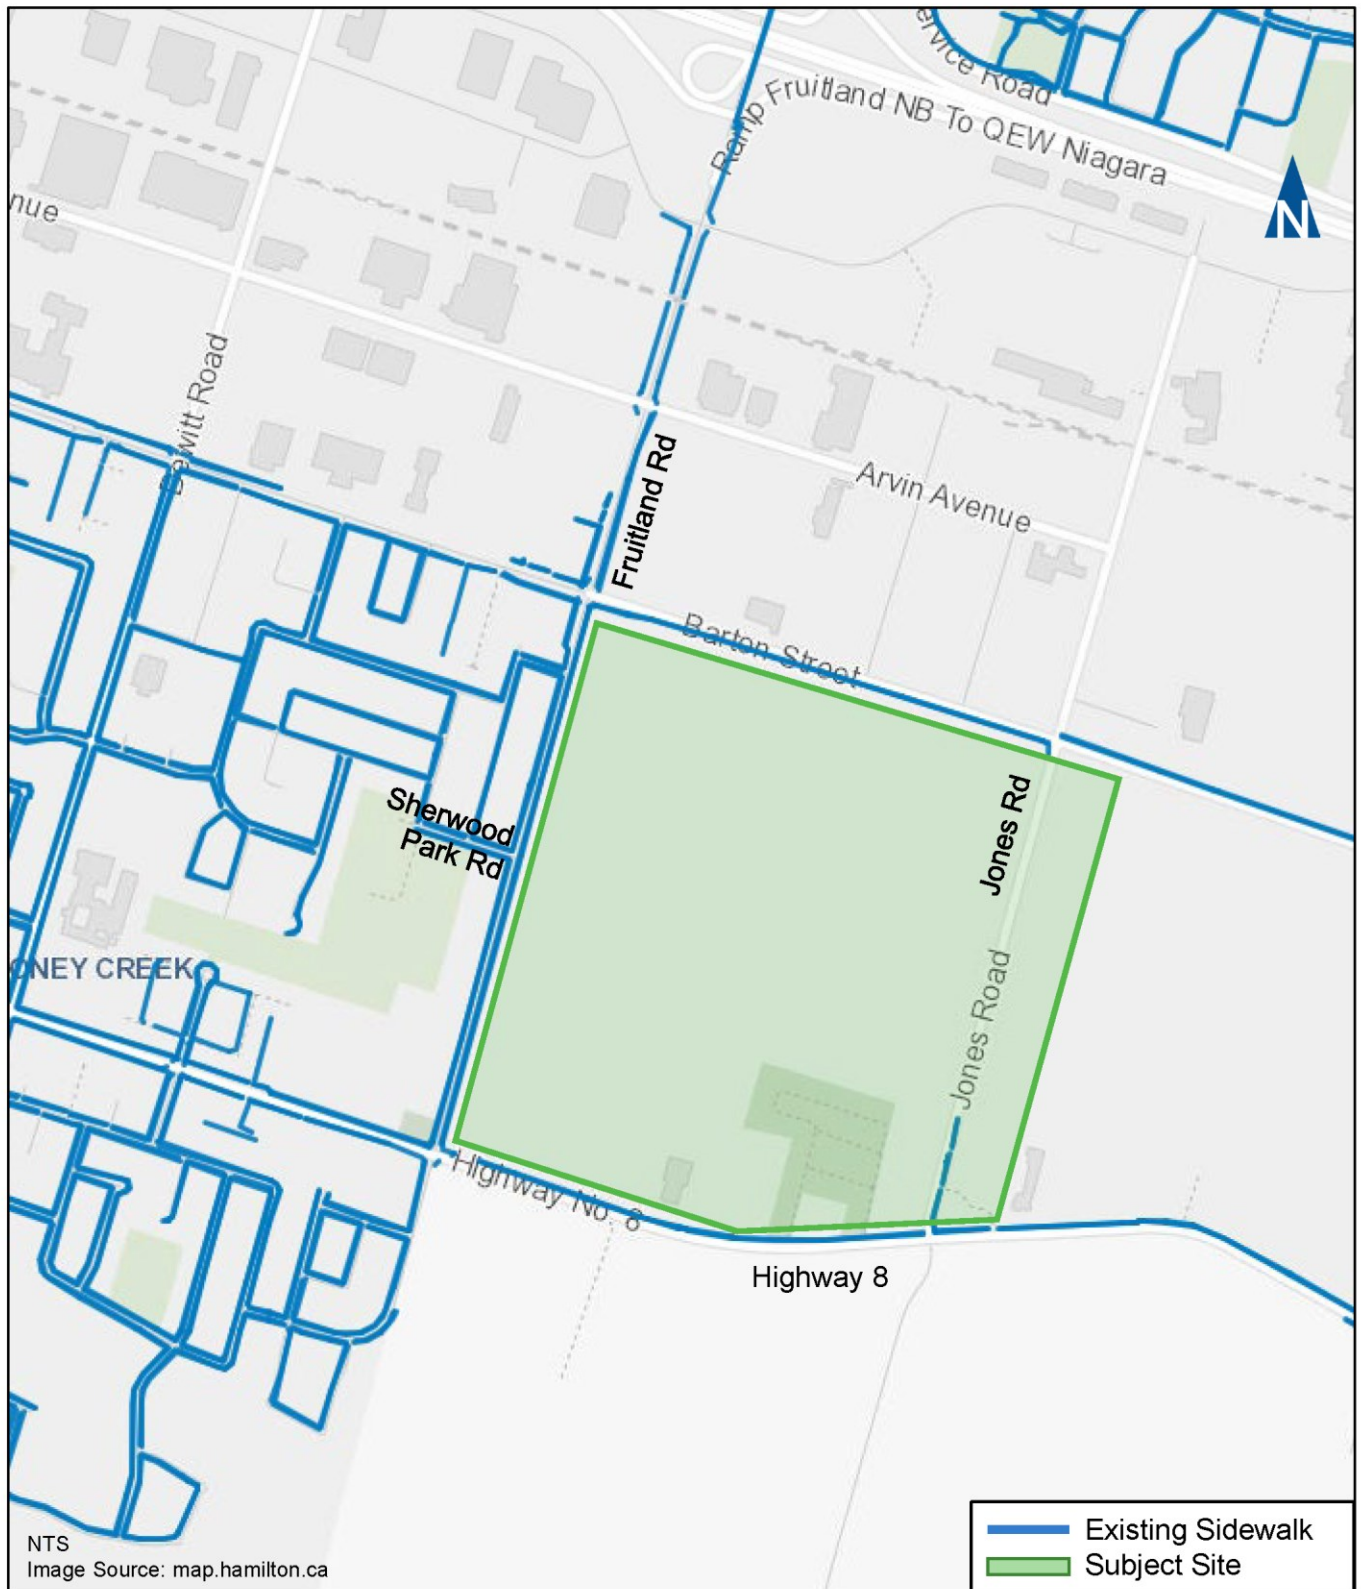 ervice Road
Ramp Fruitland NB To QEW Niagara
N
nue
Dewitt Road
Fruitland Rd
Arvin Avenue
Barton Street
Sherwood
Park Rd
Jones Rd
ONEY CREEK
Jones Road
Highway No 8
Highway 8
NTS
Image Source: map.hamilton.ca
Existing Sidewalk
Subject Site